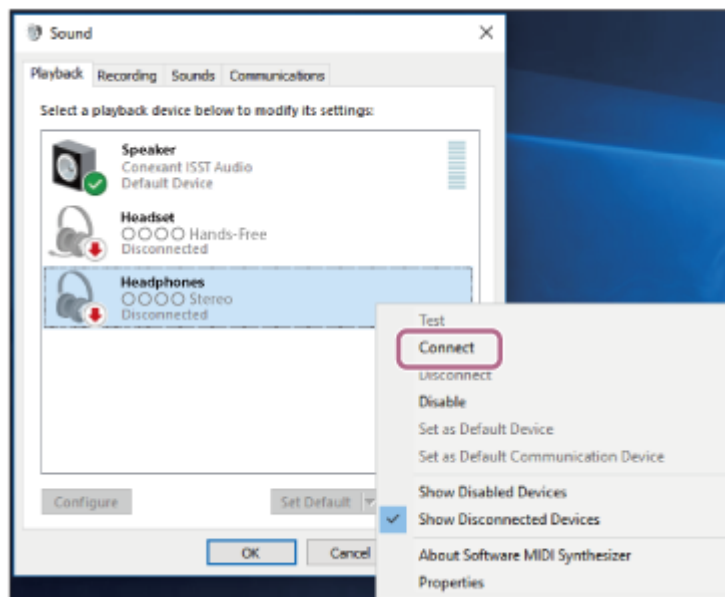 Sound
Playback Recording Sounds Communications
Select a playback device below to modify its settings:
Speaker
Conexant ISST Audio
Default Device
Headset
○○○○ Hands-Free
Disconnected
Headphones
○○○○ Stereo
Disconnected
Test
Connect
Disconnect
Disable
Set as Default Device
Set as Default Communication Device
Show Disabled Devices
Show Disconnected Devices
About Software MIDI Synthesizer
Properties
Configure Set Default
OK Cancel